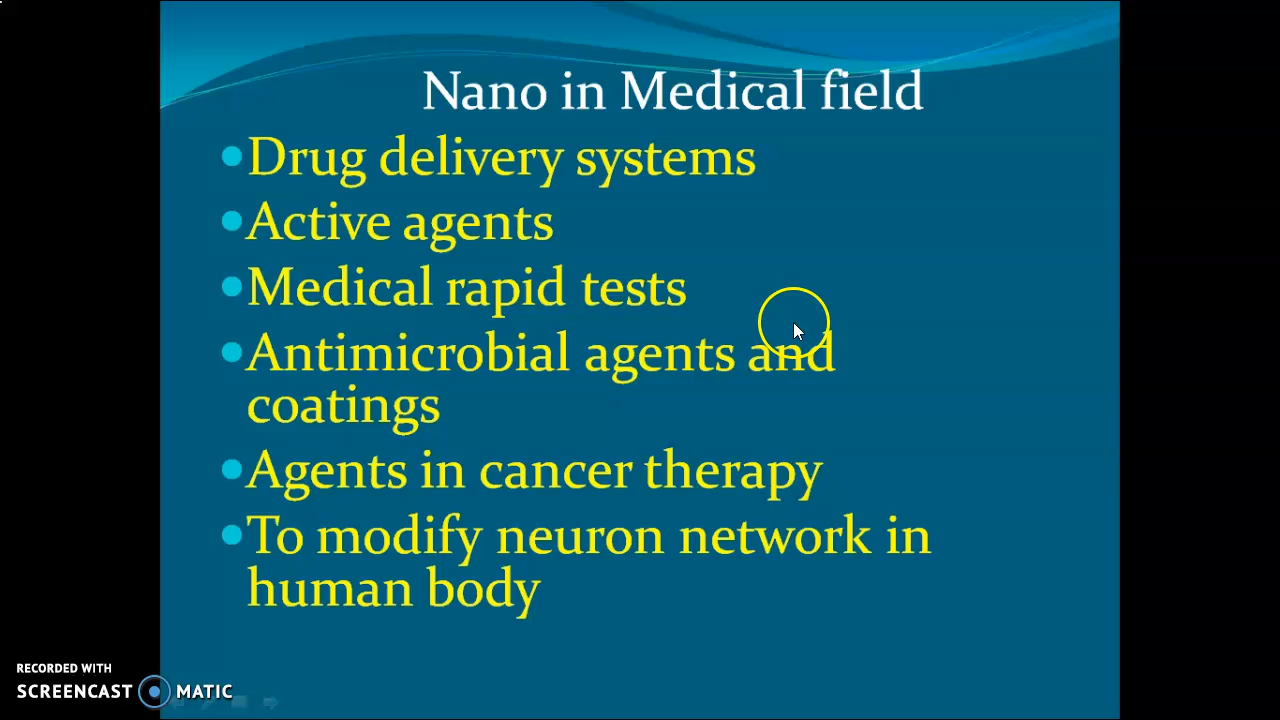 Nano in Medical field
Drug delivery systems
Active agents
Medical rapid tests
Antimicrobial agents and
coatings
Agents in cancer therapy
To modify neuron network in
human body
RECORDED WITH
SCREENCAST MATIC